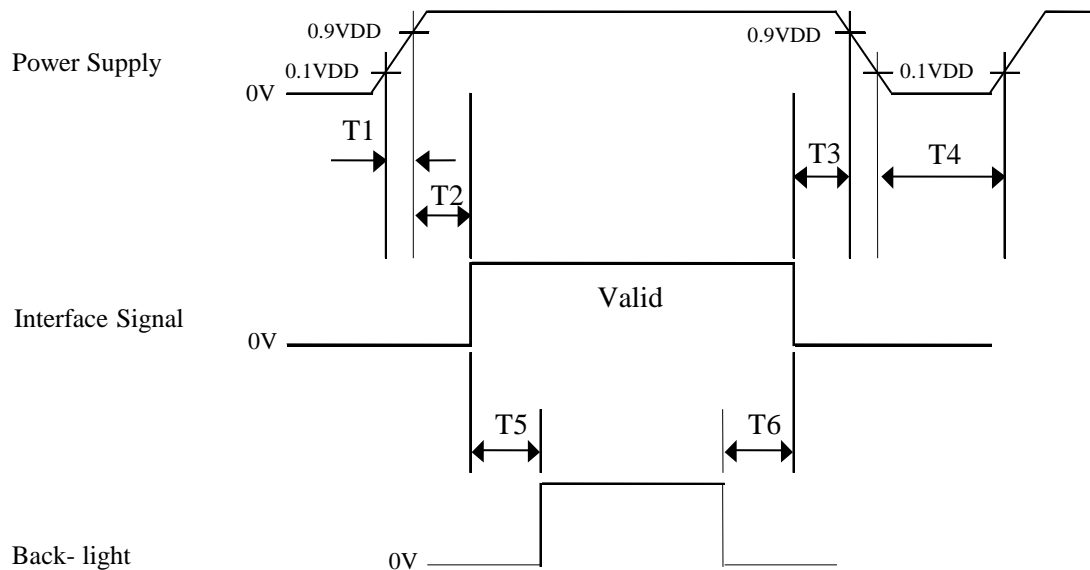 0.9VDD
0.9VDD
Power Supply
0.1VDD
0.1VDD
0V
T1
T3
T4
T2
Valid
Interface Signal
0V
T5
T6
Back- light
0V